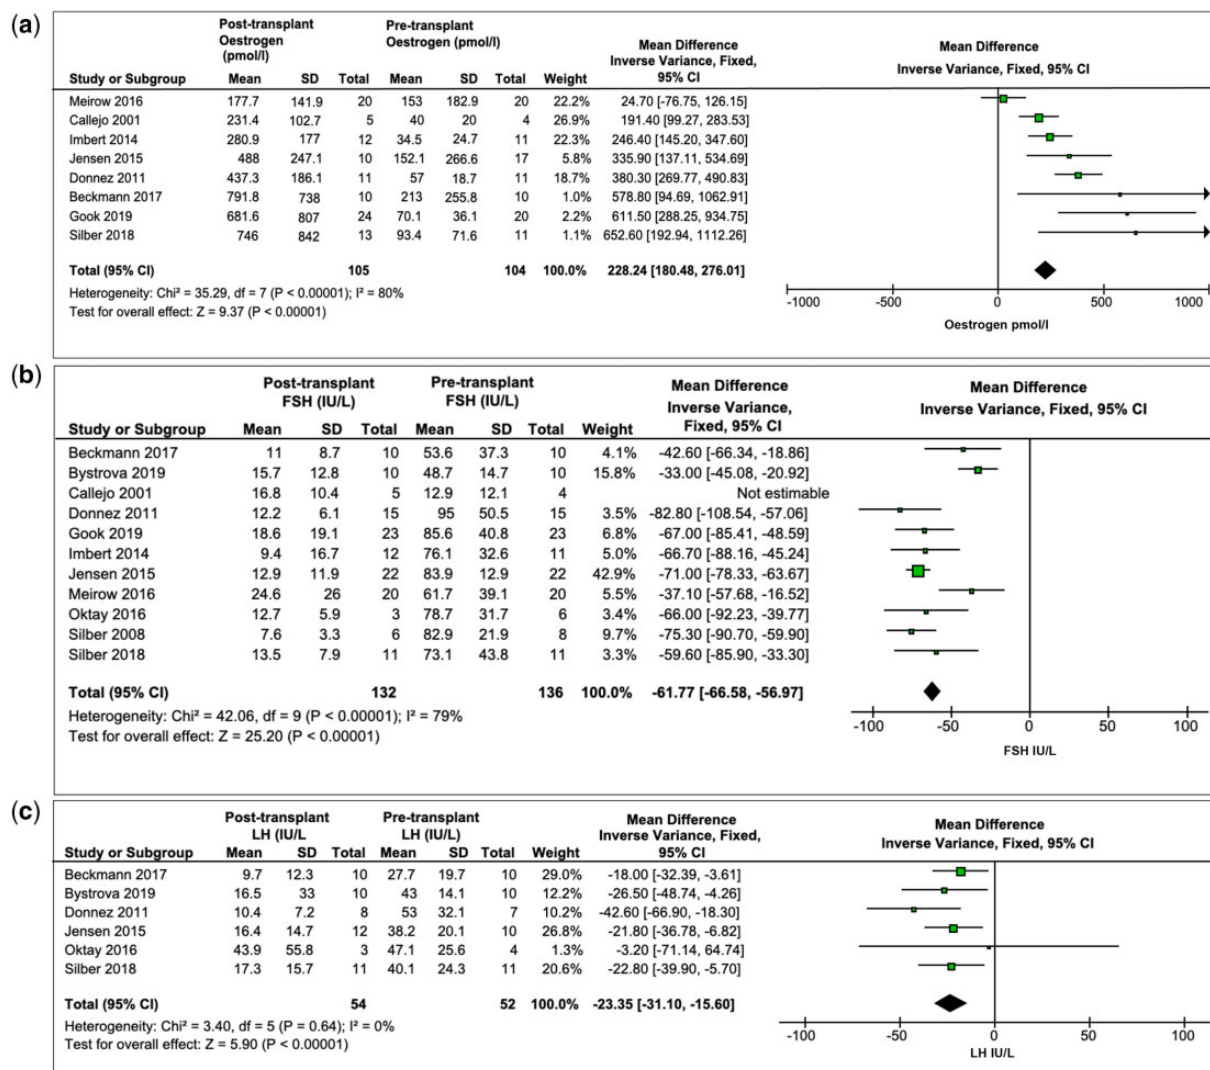 (a)
Post-transplant Pre-transplant
Oestrogen Oestrogen (pmol/l) Mean Difference Mean Difference
(pmol/l) Inverse Variance, Fixed, Inverse Variance, Fixed, 95% CI
Study or Subgroup Mean SD Total Mean SD Total Weight 95% CI
Meirow 2016 177.7 141.9 20 153 182.9 20 22.2% 24.70 [-76.75, 126.15]
Callejo 2001 231.4 102.7 5 40 20 4 26.9% 191.40 [99.27, 283.53]
Imbert 2014 280.9 177 12 34.5 24.7 11 22.3% 246.40 [145.20, 347.60]
Jensen 2015 488 247.1 10 152.1 266.6 17 5.8% 335.90 [137.11, 534.69]
Donnez 2011 437.3 186.1 11 57 18.7 11 18.7% 380.30 [269.77, 490.83]
Beckmann 2017 791.8 738 10 213 255.8 10 1.0% 578.80 [94.69, 1062.91]
Gook 2019 681.6 807 24 70.1 36.1 20 2.2% 611.50 [288.25, 934.75]
Silber 2018 746 842 13 93.4 71.6 11 1.1% 652.60 [192.94, 1112.26]
Total (95% CI) 105 104 100.0% 228.24 [180.48, 276.01]
Heterogeneity: Chi² = 35.29, df = 7 (P < 0.00001); I² = 80%
Test for overall effect: Z = 9.37 (P < 0.00001)
-1000 -500 0 500 1000
Oestrogen pmol/l
(b)
Post-transplant Pre-transplant Mean Difference Mean Difference
FSH (IU/L) FSH (IU/L) Inverse Variance, Inverse Variance, Fixed, 95% CI
Study or Subgroup Mean SD Total Mean SD Total Weight Fixed, 95% CI
Beckmann 2017 11 8.7 10 53.6 37.3 10 4.1% -42.60 [-66.34, -18.86]
Bystrova 2019 15.7 12.8 10 48.7 14.7 10 15.8% -33.00 [-45.08, -20.92]
Callejo 2001 16.8 10.4 5 12.9 12.1 4 Not estimable
Donnez 2011 12.2 6.1 15 95 50.5 15 3.5% -82.80 [-108.54, -57.06]
Gook 2019 18.6 19.1 23 85.6 40.8 23 6.8% -67.00 [-85.41, -48.59]
Imbert 2014 9.4 16.7 12 76.1 32.6 11 5.0% -66.70 [-88.16, -45.24]
Jensen 2015 12.9 11.9 22 83.9 12.9 22 42.9% -71.00 [-78.33, -63.67]
Meirow 2016 24.6 26 20 61.7 39.1 20 5.5% -37.10 [-57.68, -16.52]
Oktay 2016 12.7 5.9 3 78.7 31.7 6 3.4% -66.00 [-92.23, -39.77]
Silber 2008 7.6 3.3 6 82.9 21.9 8 9.7% -75.30 [-90.70, -59.90]
Silber 2018 13.5 7.9 11 73.1 43.8 11 3.3% -59.60 [-85.90, -33.30]
Total (95% CI) 132 136 100.0% -61.77 [-66.58, -56.97]
Heterogeneity: Chi² = 42.06, df = 9 (P < 0.00001); I² = 79%
Test for overall effect: Z = 25.20 (P < 0.00001)
-100 -50 0 50 100
FSH IU/L
(c)
Post-transplant Pre-transplant Mean Difference Mean Difference
LH (IU/L LH (IU/L) Inverse Variance, Fixed, Inverse Variance, Fixed, 95% CI
Study or Subgroup Mean SD Total Mean SD Total Weight 95% CI
Beckmann 2017 9.7 12.3 10 27.7 19.7 10 29.0% -18.00 [-32.39, -3.61]
Bystrova 2019 16.5 33 10 43 14.1 10 12.2% -26.50 [-48.74, -4.26]
Donnez 2011 10.4 7.2 8 53 32.1 7 10.2% -42.60 [-66.90, -18.30]
Jensen 2015 16.4 14.7 12 38.2 20.1 10 26.8% -21.80 [-36.78, -6.82]
Oktay 2016 43.9 55.8 3 47.1 25.6 4 1.3% -3.20 [-71.14, 64.74]
Silber 2018 17.3 15.7 11 40.1 24.3 11 20.6% -22.80 [-39.90, -5.70]
Total (95% CI) 54 52 100.0% -23.35 [-31.10, -15.60]
Heterogeneity: Chi² = 3.40, df = 5 (P = 0.64); I² = 0%
Test for overall effect: Z = 5.90 (P < 0.00001)
-100 -50 0 50 100
LH IU/L